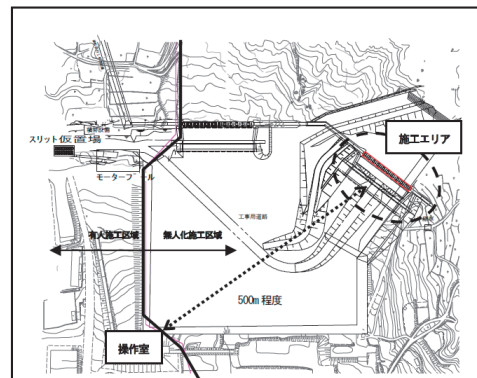 スリット仮置場
モータープール
施工エリア
工事用道路
有人施工区域
無人化施工区域
500m 程度
操作室